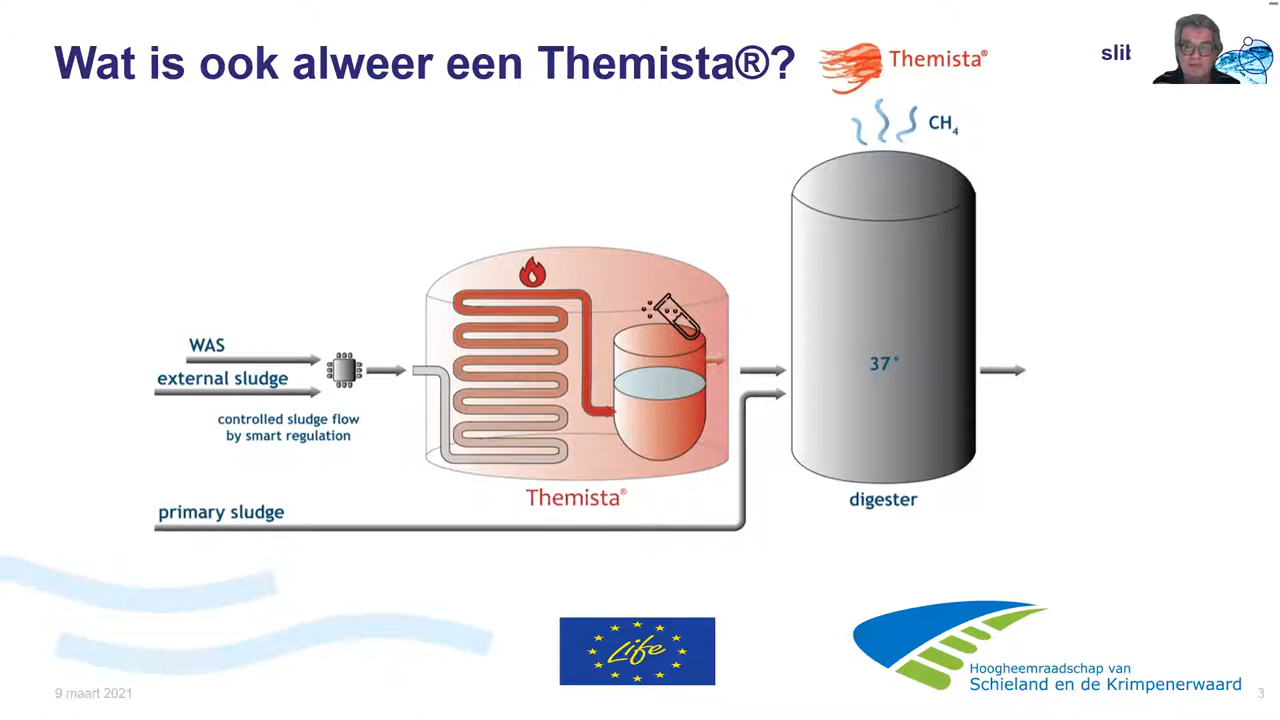 Wat is ook alweer een Themista®?
Themista®
slib
CH4
WAS
external sludge
controlled sludge flow
by smart regulation
37°
Themista®
digester
primary sludge
Life
Hoogheemraadschap van
Schieland en de Krimpenerwaard
9 maart 2021
3